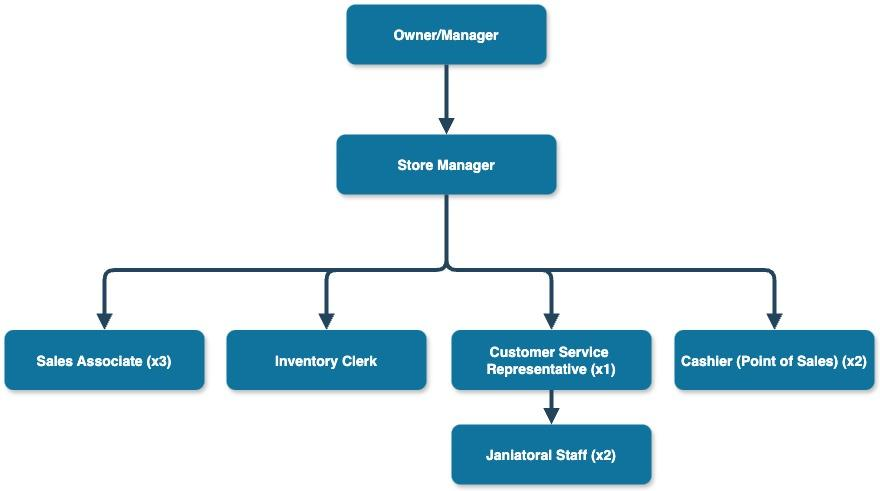 Owner/Manager
Store Manager
Sales Associate (x3)
Inventory Clerk
Customer Service
Representative (x1)
Cashier (Point of Sales) (x2)
Janiatoral Staff (x2)